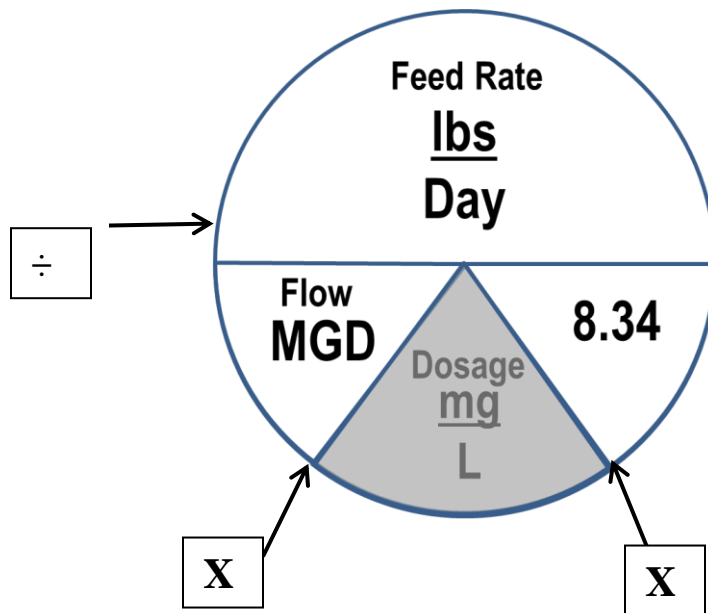 Feed Rate
lbs
Day
÷
Flow
MGD
8.34
Dosage
mg
L
X
X